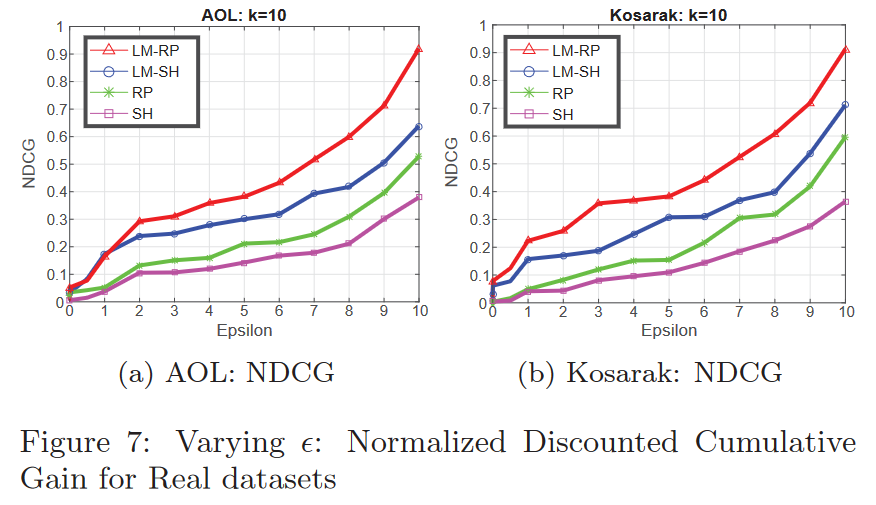 AOL: k=10
1
0.9
0.8
0.7
0.6
0.5
0.4
0.3
0.2
0.1
0
NDCG
LM-RP
LM-SH
RP
SH
0 1 2 3 4 5 6 7 8 9 10
Epsilon
(a) AOL: NDCG
Kosarak: k=10
1
0.9
0.8
0.7
0.6
0.5
0.4
0.3
0.2
0.1
0
NDCG
LM-RP
LM-SH
RP
SH
0 1 2 3 4 5 6 7 8 9 10
Epsilon
(b) Kosarak: NDCG
Figure 7: Varying ϵ: Normalized Discounted Cumulative
Gain for Real datasets